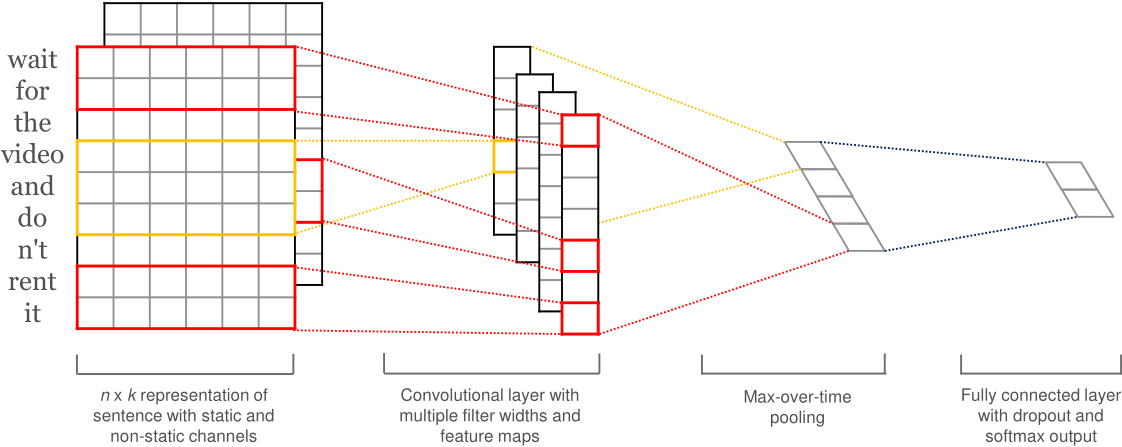 wait
for
the
video
and
do
n't
rent
it
n x k representation of
sentence with static and
non-static channels
Convolutional layer with
multiple filter widths and
feature maps
Max-over-time
pooling
Fully connected layer
with dropout and
softmax output